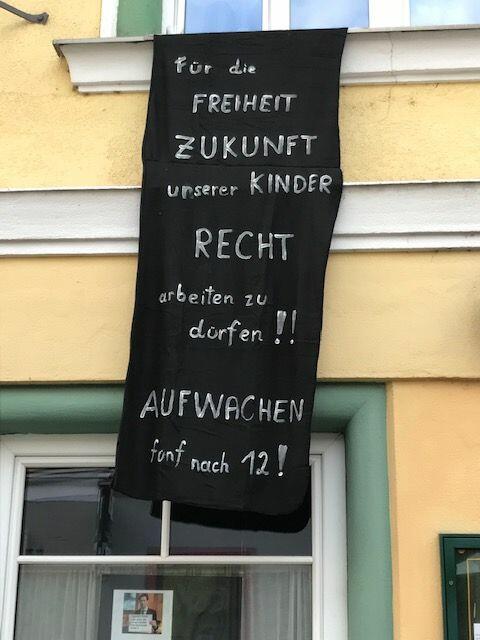 Für die
FREIHEIT
ZUKUNFT
unserer KINDER
RECHT
arbeiten zu
dürfen !!
AUFWACHEN
fünf nach 12!